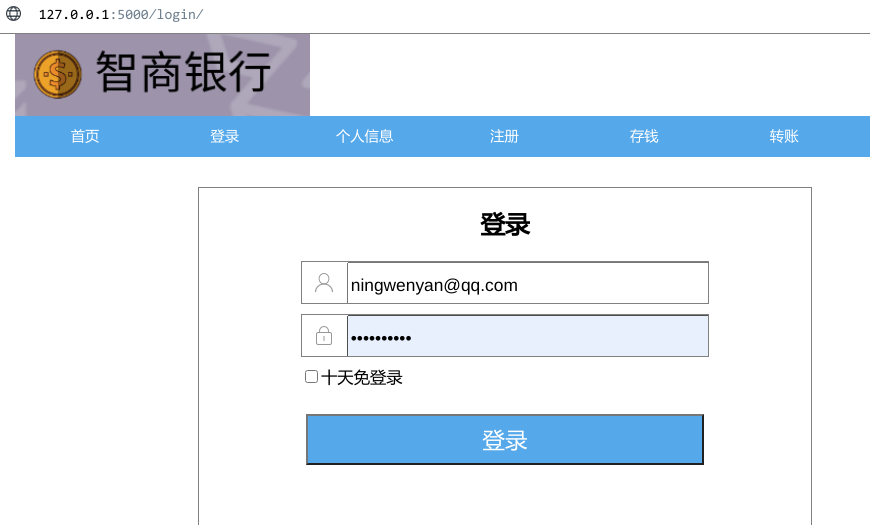 127.0.0.1:5000/login/
智商银行
首页 登录 个人信息 注册 存钱 转账
登录
ningwenyan@qq.com
••••••••••
十天免登录
登录